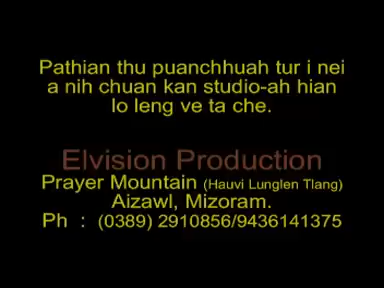 Pathian thu puanchhuah tur i nei
a nih chuan kan studio-ah hian
lo leng ve ta che.
Elvision Production
Prayer Mountain (Hauvi Lunglen Tlang)
Aizawl, Mizoram.
Ph : (0389) 2910856/9436141375